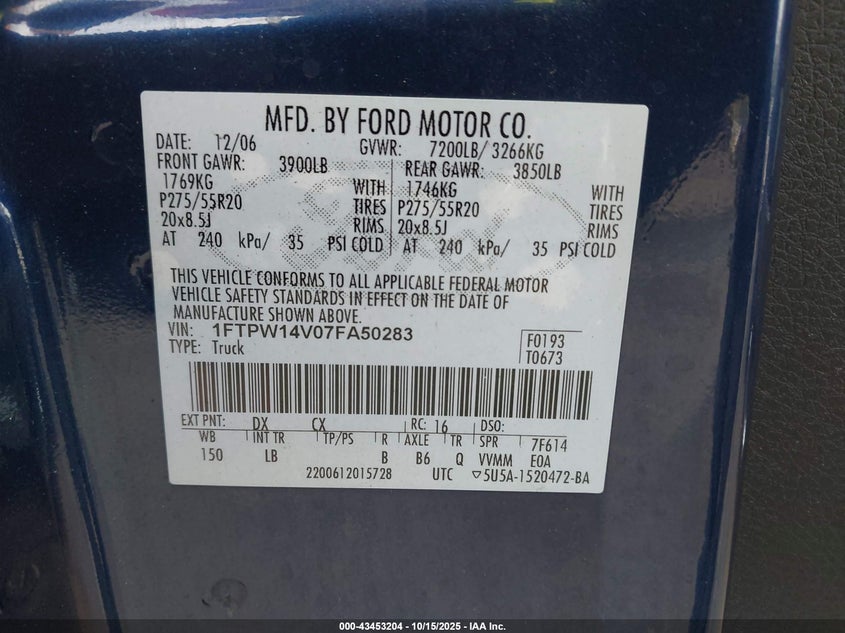 MFD. BY FORD MOTOR CO.
DATE: 12/06 GVWR: 7200LB/ 3266KG
FRONT GAWR: 3900LB REAR GAWR: 3850LB
1769KG WITH 1746KG WITH
P275/55R20 TIRES P275/55R20 TIRES
20x8.5J RIMS 20x8.5J RIMS
AT 240 kPa/ 35 PSI COLD AT 240 kPa/ 35 PSI COLD
Ford
THIS VEHICLE CONFORMS TO ALL APPLICABLE FEDERAL MOTOR
VEHICLE SAFETY STANDARDS IN EFFECT ON THE DATE OF
MANUFACTURE SHOWN ABOVE.
VIN: 1FTPW14V07FA50283
TYPE: Truck
F0193
T0673
EXT PNT: DX CX RC: 16 DSO:
WB INT TR TP/PS R AXLE TR SPR 7F614
150 LB B B6 Q VVMM E0A
2200612015728 UTC ▽5U5A-1520472-BA
000-43453204 - 10/15/2025 - IAA Inc.